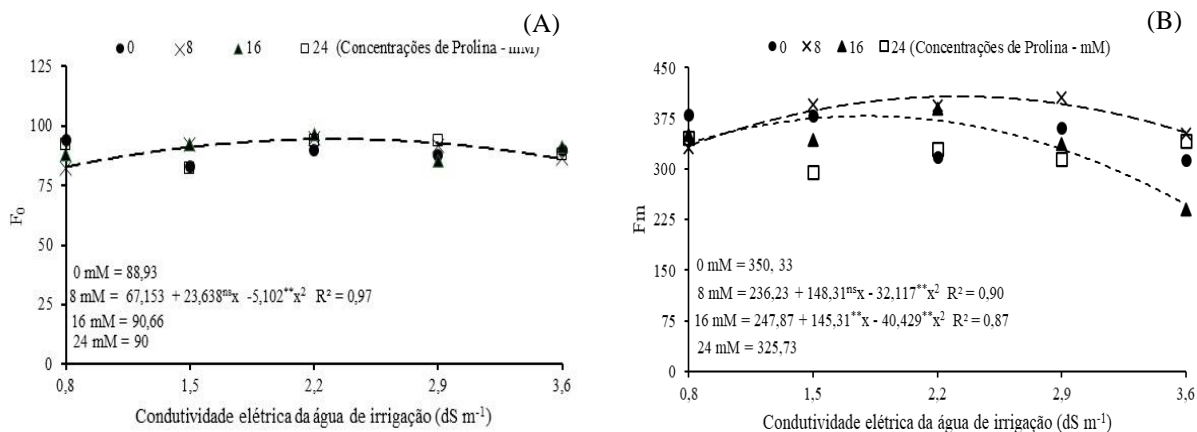 (A)
0 8 16 24 (Concentrações de Prolina - mM)
125
100
75
50
25
0
F0
0 mM = 88,93
8 mM = 67,153 + 23,638nsx -5,102**x2 R² = 0,97
16 mM = 90,66
24 mM = 90
0,8 1,5 2,2 2,9 3,6
Condutividade elétrica da água de irrigação (dS m-1)
(B)
0 8 16 24 (Concentrações de Prolina - mM)
450
375
300
225
150
75
0
Fm
0 mM = 350, 33
8 mM = 236,23 + 148,31nsx - 32,117**x2 R² = 0,90
16 mM = 247,87 + 145,31**x - 40,429**x2 R² = 0,87
24 mM = 325,73
0,8 1,5 2,2 2,9 3,6
Condutividade elétrica da água de irrigação (dS m-1)